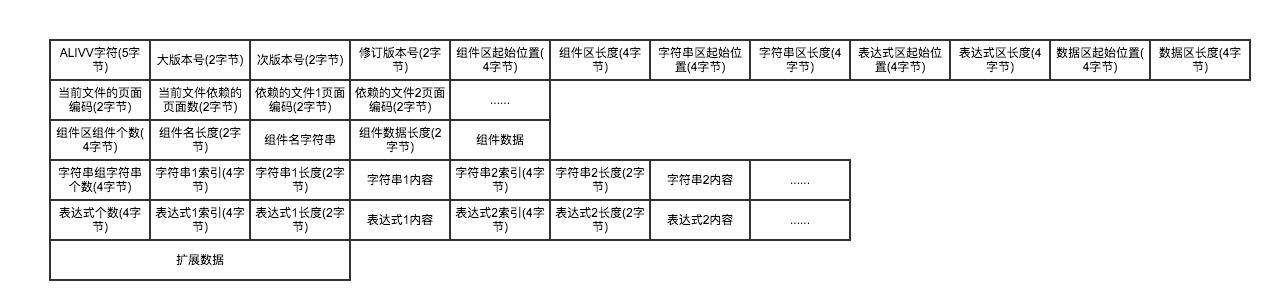 ALIVV字符(5字节) 大版本号(2字节) 次版本号(2字节) 修订版本号(2字节) 组件区起始位置(4字节) 组件区长度(4字节) 字符串区起始位置(4字节) 字符串区长度(4字节) 表达式区起始位置(4字节) 表达式区长度(4字节) 数据区起始位置(4字节) 数据区长度(4字节)
当前文件的页面编码(2字节) 当前文件依赖的页面数(2字节) 依赖的文件1页面编码(2字节) 依赖的文件2页面编码(2字节) ......
组件区组件个数(4字节) 组件名长度(2字节) 组件名字符串 组件数据长度(2字节) 组件数据
字符串组字符串个数(4字节) 字符串1索引(4字节) 字符串1长度(2字节) 字符串1内容 字符串2索引(4字节) 字符串2长度(2字节) 字符串2内容 ......
表达式个数(4字节) 表达式1索引(4字节) 表达式1长度(2字节) 表达式1内容 表达式2索引(4字节) 表达式2长度(2字节) 表达式2内容 ......
扩展数据